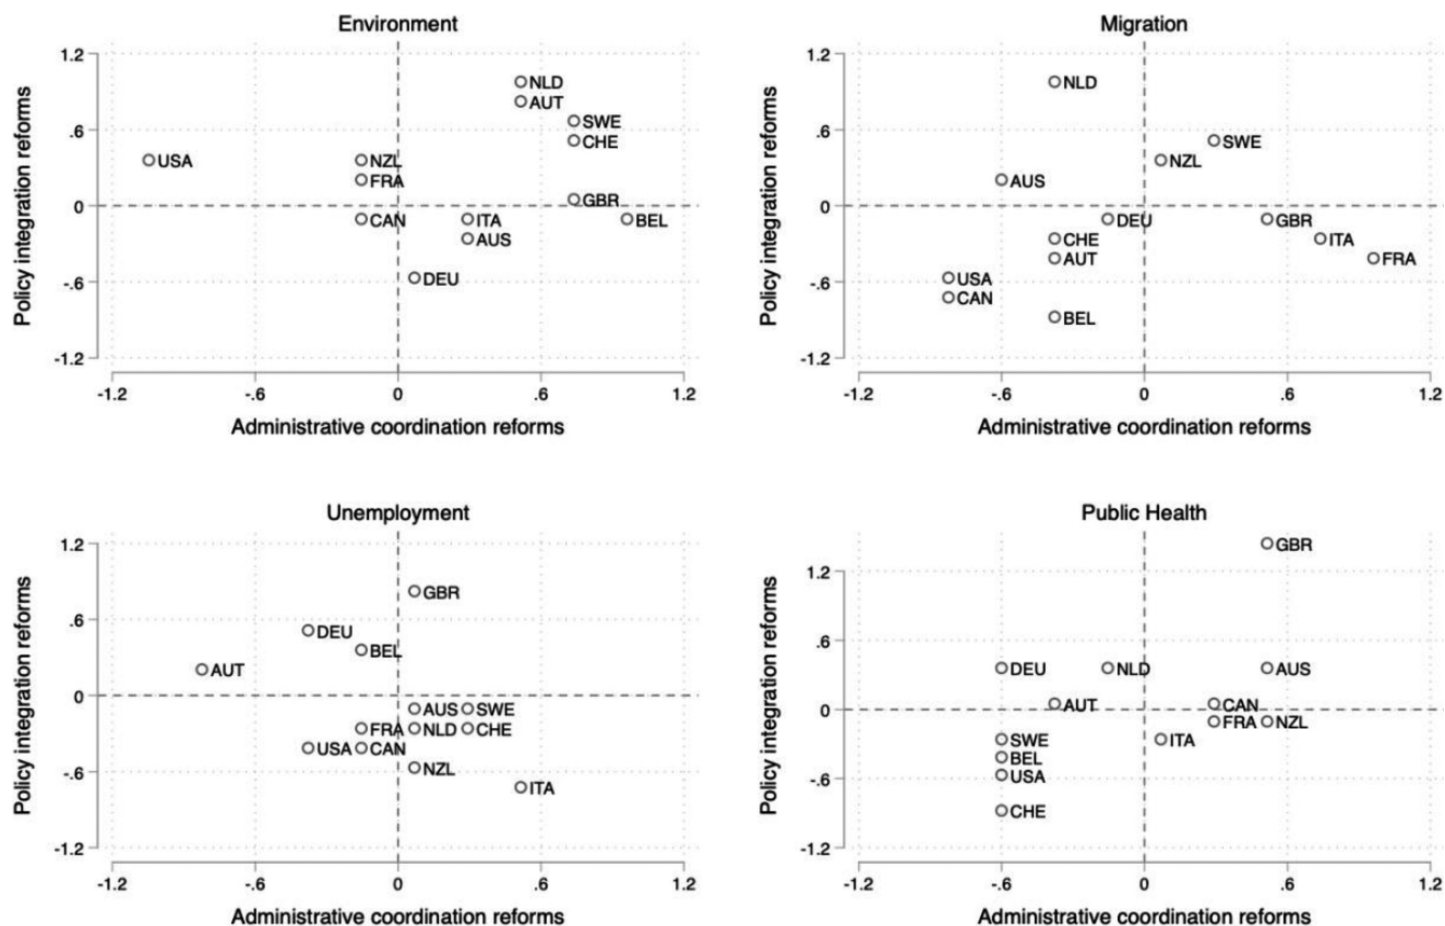 Environment
Policy integration reforms
1.2
.6
0
-.6
-1.2
NLD
AUT
SWE
CHE
USA
NZL
FRA
GBR
CAN
ITA
BEL
AUS
DEU
-1.2 -.6 0 .6 1.2
Administrative coordination reforms
Migration
Policy integration reforms
1.2
.6
0
-.6
-1.2
NLD
SWE
NZL
AUS
DEU
GBR
CHE
ITA
AUT
FRA
USA
CAN
BEL
-1.2 -.6 0 .6 1.2
Administrative coordination reforms
Unemployment
Policy integration reforms
1.2
.6
0
-.6
-1.2
GBR
DEU
BEL
AUT
AUS SWE
FRA NLD CHE
USA CAN
NZL
ITA
-1.2 -.6 0 .6 1.2
Administrative coordination reforms
Public Health
Policy integration reforms
1.2
.6
0
-.6
-1.2
GBR
DEU NLD AUS
AUT CAN
FRA NZL
SWE ITA
BEL
USA
CHE
-1.2 -.6 0 .6 1.2
Administrative coordination reforms